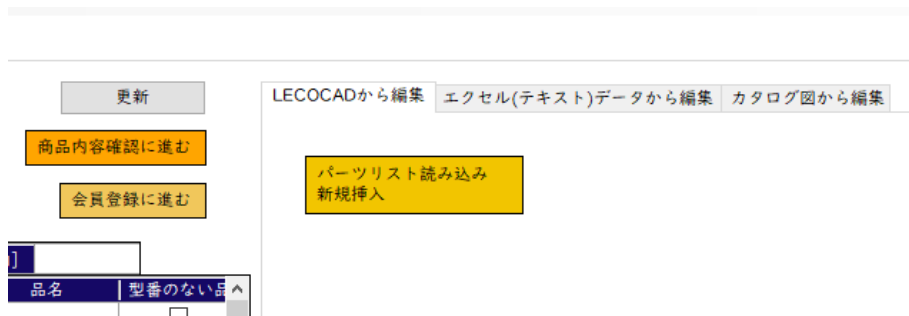 更新
商品内容確認に進む
会員登録に進む
LECOCADから編集 エクセル(テキスト)データから編集 カタログ図から編集
パーツリスト読み込み
新規挿入
]
品名 型番のない品